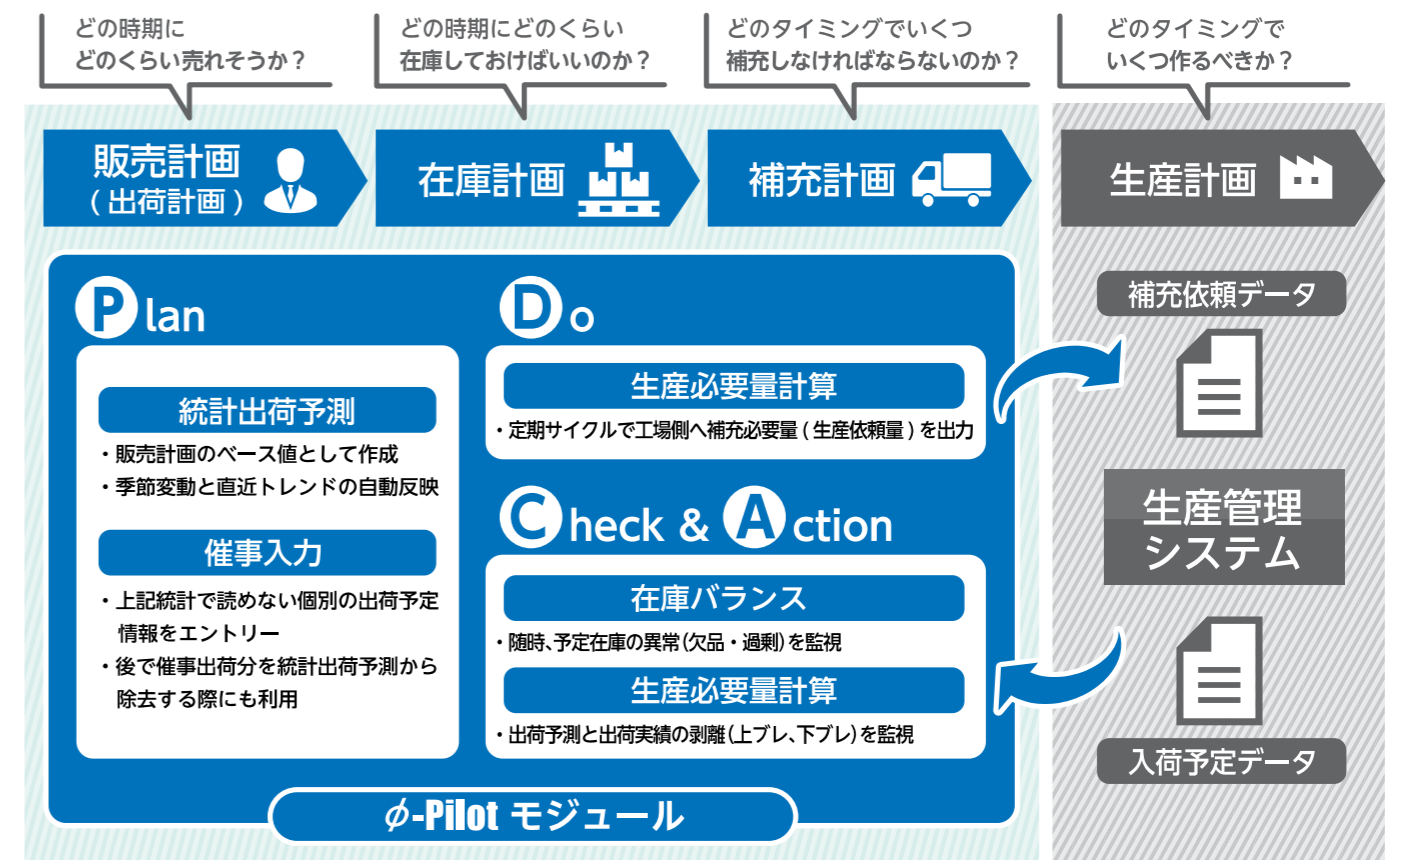 どの時期に
どのくらい売れそうか？
どの時期にどのくらい
在庫しておけばいいのか？
どのタイミングでいくつ
補充しなければならないのか？
どのタイミングで
いくつ作るべきか？
販売計画
(出荷計画)
在庫計画
補充計画
生産計画
Plan
統計出荷予測
・販売計画のベース値として作成
・季節変動と直近トレンドの自動反映
催事入力
・上記統計で読めない個別の出荷予定
情報をエントリー
・後で催事出荷分を統計出荷予測から
除去する際にも利用
Do
生産必要量計算
・定期サイクルで工場側へ補充必要量(生産依頼量)を出力
Check & Action
在庫バランス
・随時、予定在庫の異常(欠品・過剰)を監視
生産必要量計算
・出荷予測と出荷実績の剥離(上ブレ、下ブレ)を監視
φ-Pilot モジュール
補充依頼データ
生産管理
システム
入荷予定データ